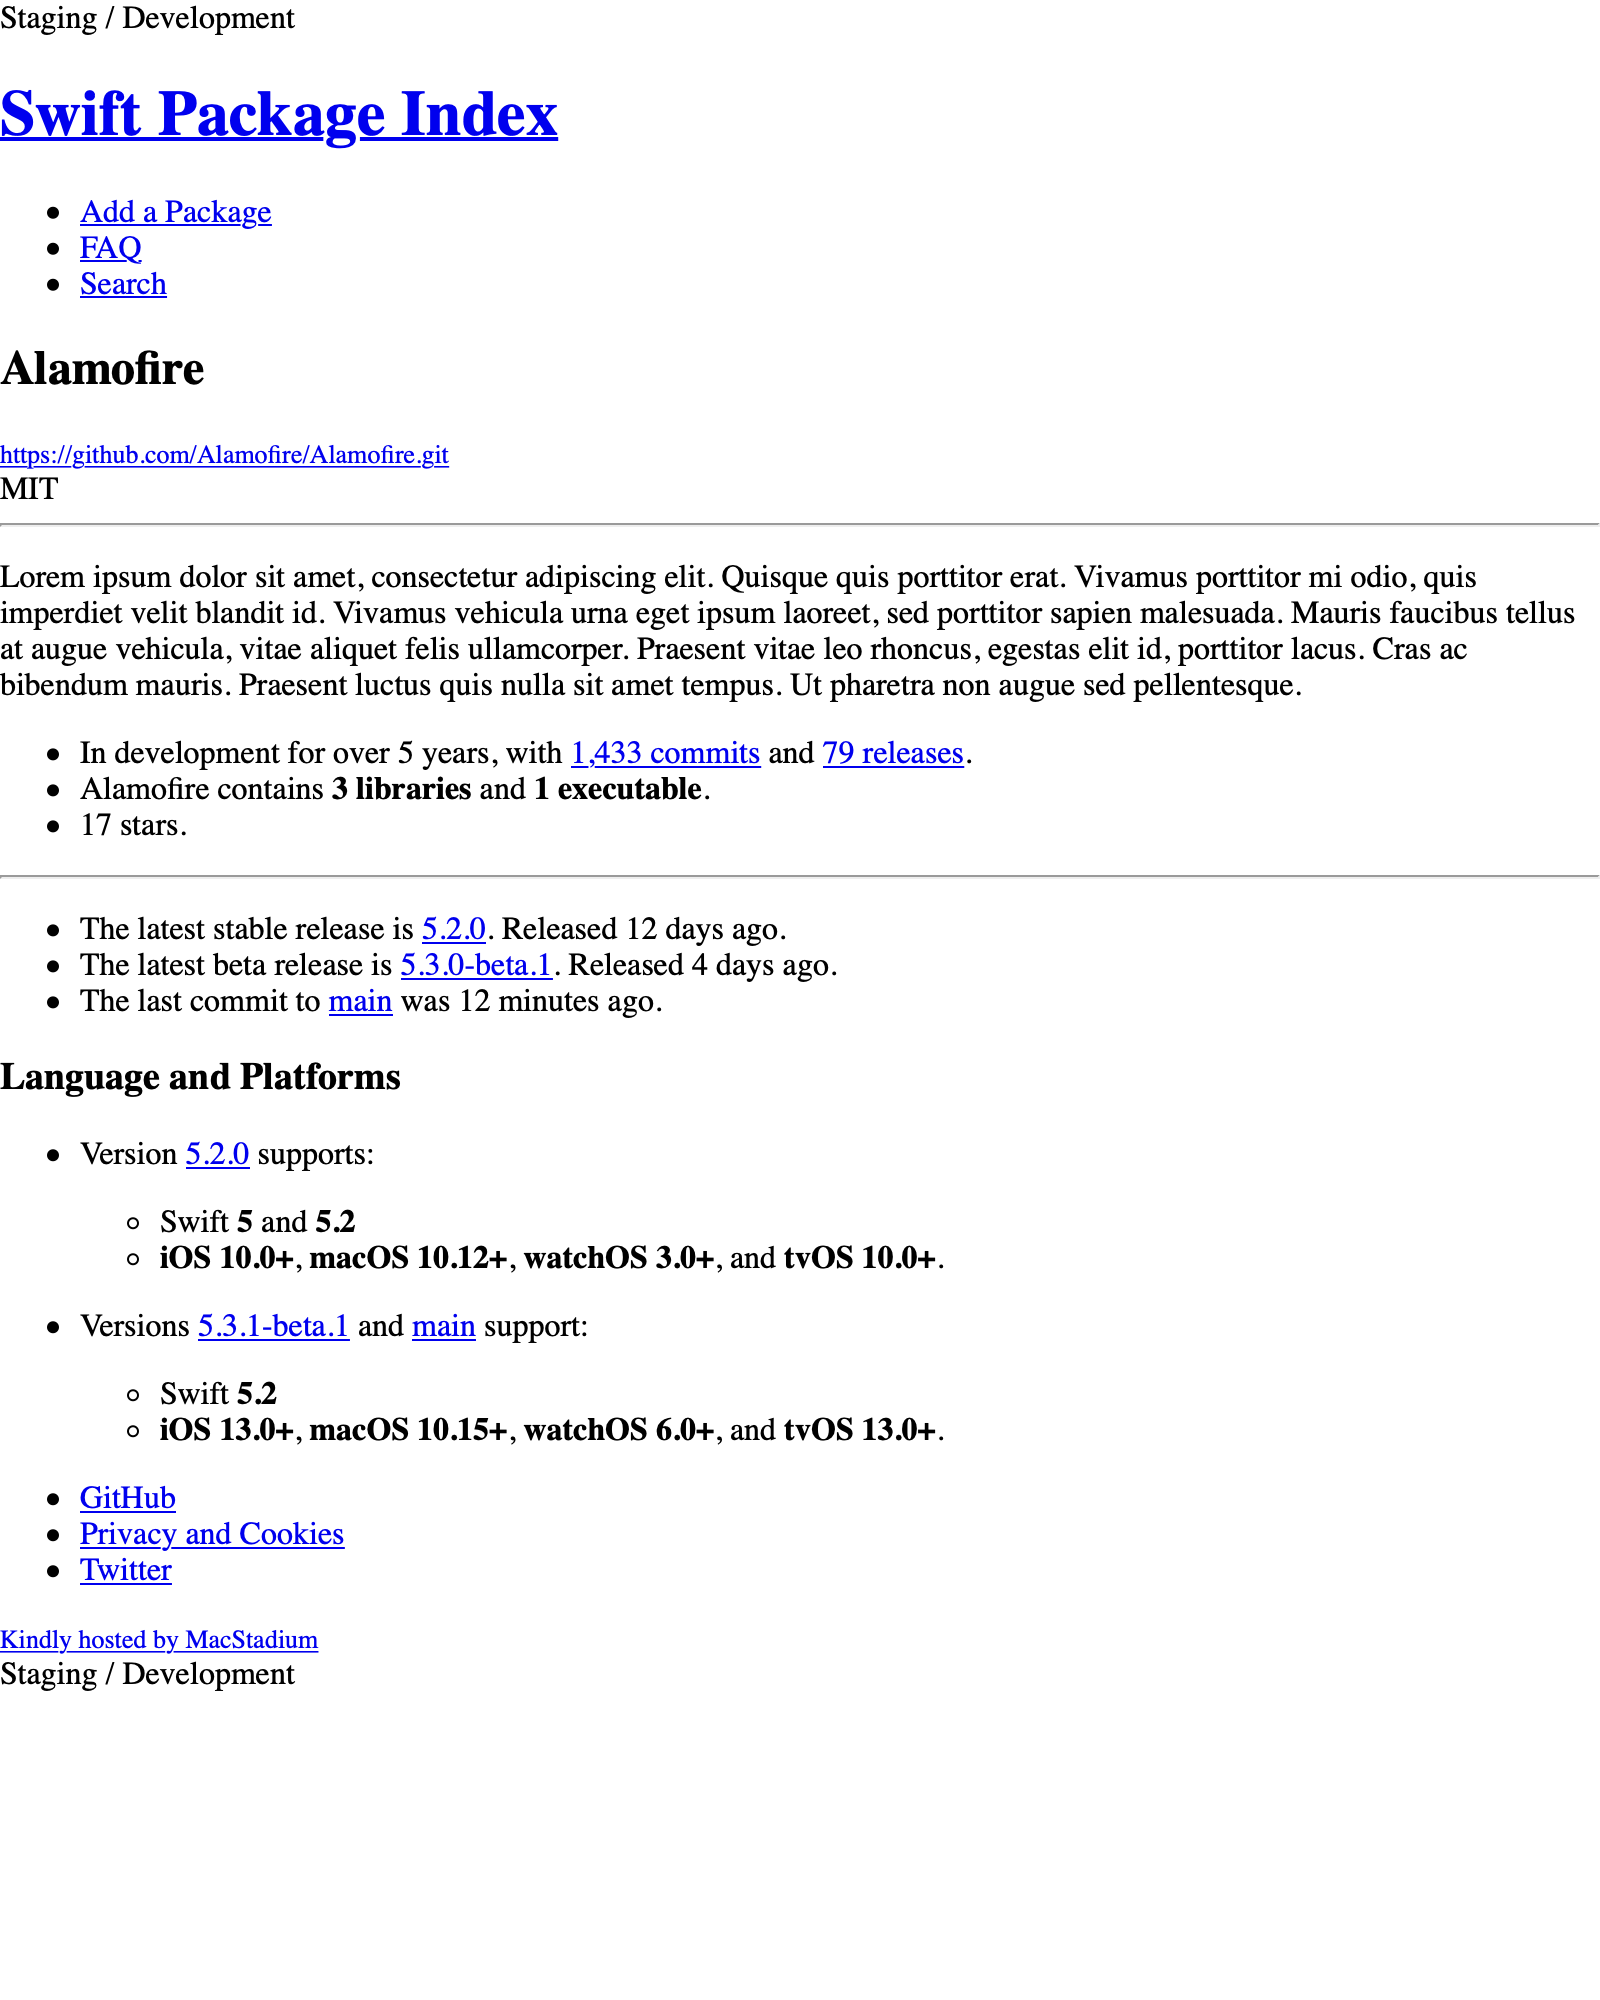 Staging / Development
Swift Package Index
Add a Package
FAQ
Search
Alamofire
https://github.com/Alamofire/Alamofire.git
MIT
Lorem ipsum dolor sit amet, consectetur adipiscing elit. Quisque quis porttitor erat. Vivamus porttitor mi odio, quis
imperdiet velit blandit id. Vivamus vehicula urna eget ipsum laoreet, sed porttitor sapien malesuada. Mauris faucibus tellus
at augue vehicula, vitae aliquet felis ullamcorper. Praesent vitae leo rhoncus, egestas elit id, porttitor lacus. Cras ac
bibendum mauris. Praesent luctus quis nulla sit amet tempus. Ut pharetra non augue sed pellentesque.
In development for over 5 years, with 1,433 commits and 79 releases.
Alamofire contains 3 libraries and 1 executable.
17 stars.
The latest stable release is 5.2.0. Released 12 days ago.
The latest beta release is 5.3.0-beta.1. Released 4 days ago.
The last commit to main was 12 minutes ago.
Language and Platforms
Version 5.2.0 supports:
Swift 5 and 5.2
iOS 10.0+, macOS 10.12+, watchOS 3.0+, and tvOS 10.0+.
Versions 5.3.1-beta.1 and main support:
Swift 5.2
iOS 13.0+, macOS 10.15+, watchOS 6.0+, and tvOS 13.0+.
GitHub
Privacy and Cookies
Twitter
Kindly hosted by MacStadium
Staging / Development